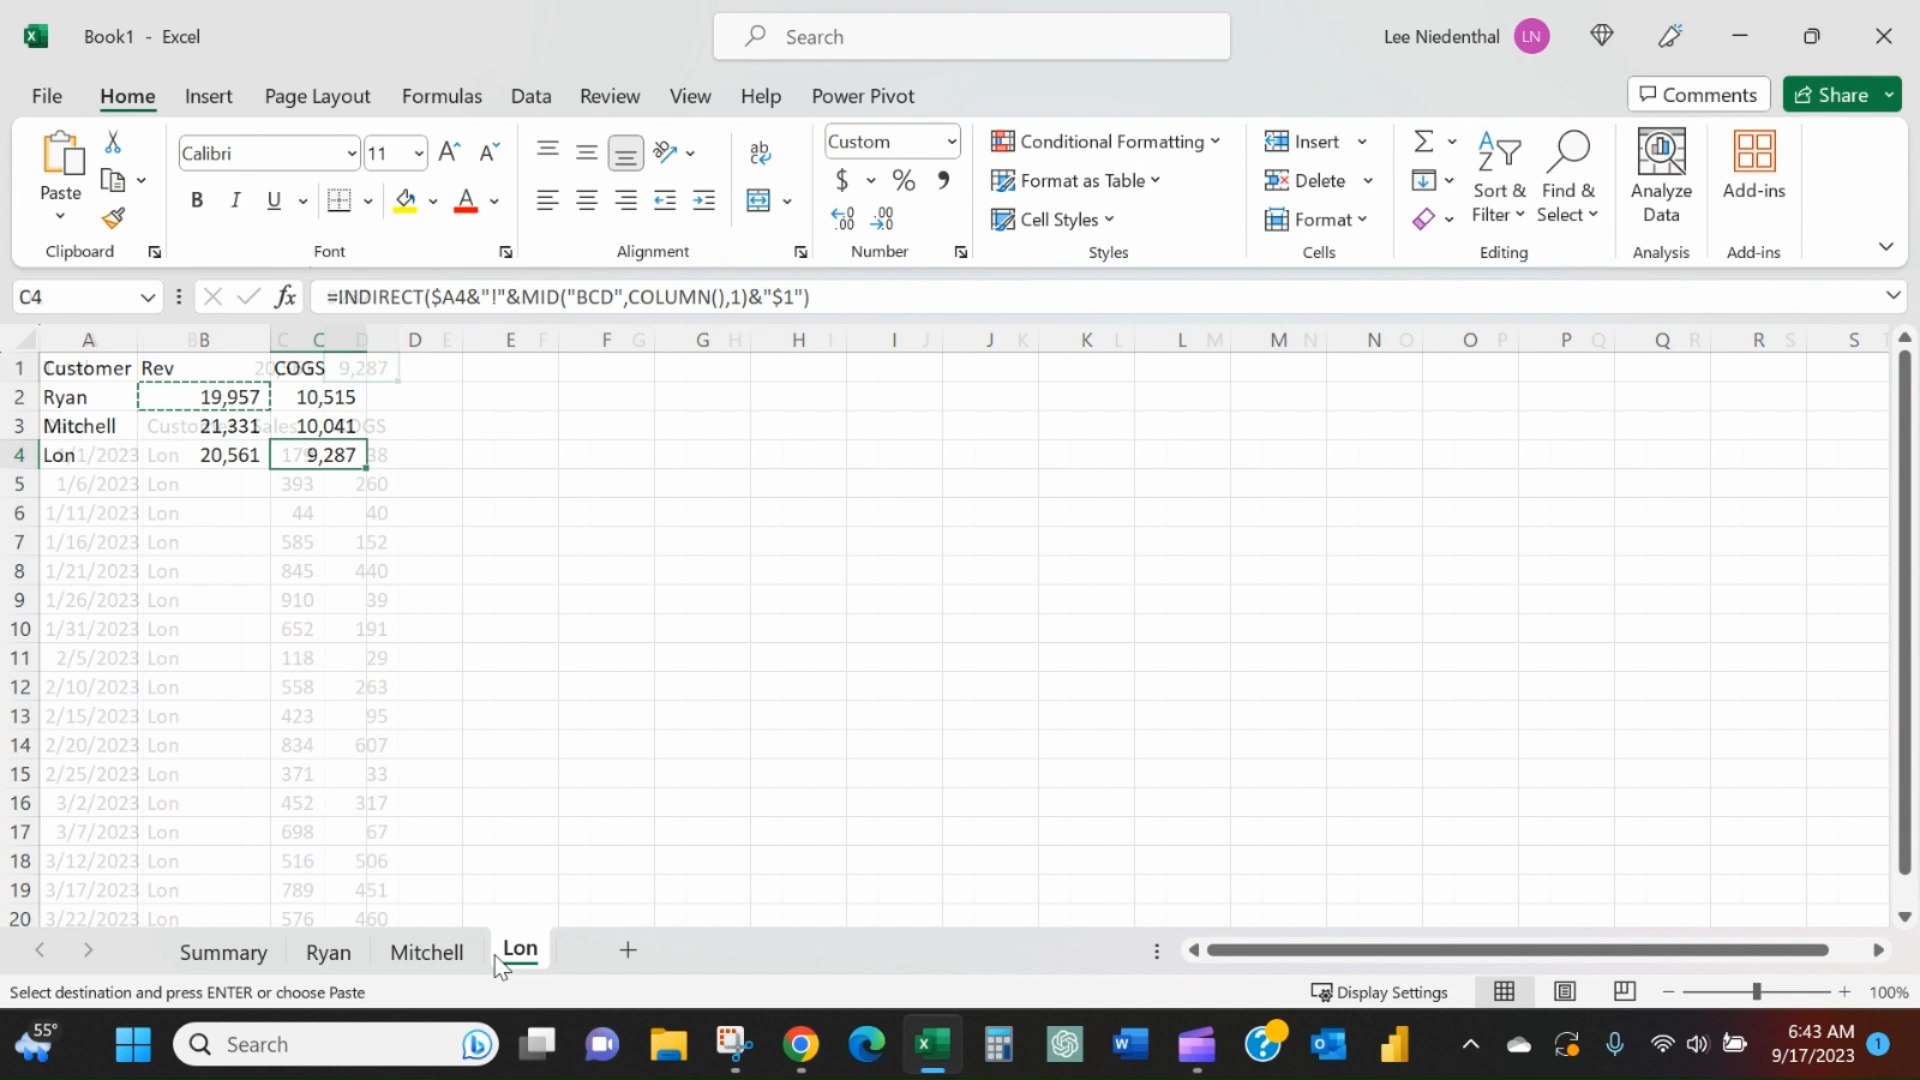 Book1 - Excel
Search
Lee Niedenthal LN
File Home Insert Page Layout Formulas Data Review View Help Power Pivot
Comments Share
Paste
Clipboard
Calibri 11
B I U
Font
Alignment
Custom
$ %
Number
Conditional Formatting
Format as Table
Cell Styles
Styles
Insert
Delete
Format
Cells
Sort & Filter
Find & Select
Editing
Analyze Data
Analysis
Add-ins
Add-ins
C4 fx =INDIRECT($A4&"!"&MID("BCD",COLUMN(),1)&"$1")
A B C D E F G H I J K L M N O P Q R S
1 Customer Rev COGS 9,287
2 Ryan 19,957 10,515
3 Mitchell 21,331 10,041
4 Lon 20,561 9,287
5 1/6/2023 Lon 393 260
6 1/11/2023 Lon 44 40
7 1/16/2023 Lon 585 152
8 1/21/2023 Lon 845 440
9 1/26/2023 Lon 910 39
10 1/31/2023 Lon 652 191
11 2/5/2023 Lon 118 29
12 2/10/2023 Lon 558 263
13 2/15/2023 Lon 423 95
14 2/20/2023 Lon 834 607
15 2/25/2023 Lon 371 33
16 3/2/2023 Lon 452 317
17 3/7/2023 Lon 698 67
18 3/12/2023 Lon 516 506
19 3/17/2023 Lon 789 451
20 3/22/2023 Lon 576 460
Summary Ryan Mitchell Lon
Select destination and press ENTER or choose Paste
Display Settings
100%
55°
Search
6:43 AM
9/17/2023
1